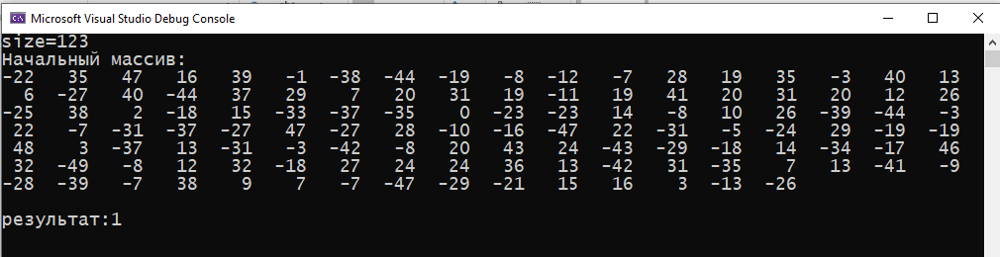 Microsoft Visual Studio Debug Console
size=123
Начальный массив:
-22 35 47 16 39 -1 -38 -44 -19 -8 -12 -7 28 19 35 -3 40 13
6 -27 40 -44 37 29 7 20 31 19 -11 19 41 20 31 20 12 26
-25 38 2 -18 15 -33 -37 -35 0 -23 -23 14 -8 10 26 -39 -44 -3
22 -7 -31 -37 -27 47 -27 28 -10 -16 -47 22 -31 -5 -24 29 -19 -19
48 3 -37 13 -31 -3 -42 -8 20 43 24 -43 -29 -18 14 -34 -17 46
32 -49 -8 12 32 -18 27 24 24 36 13 -42 31 -35 7 13 -41 -9
-28 -39 -7 38 9 7 -7 -47 -29 -21 15 16 3 -13 -26
результат:1